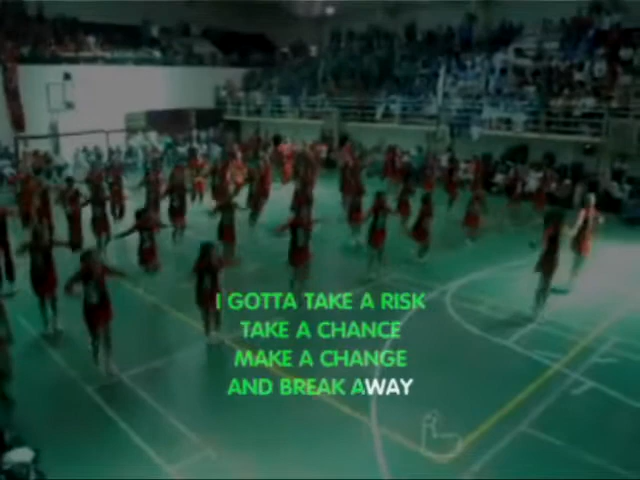 I GOTTA TAKE A RISK
TAKE A CHANCE
MAKE A CHANGE
AND BREAK AWAY